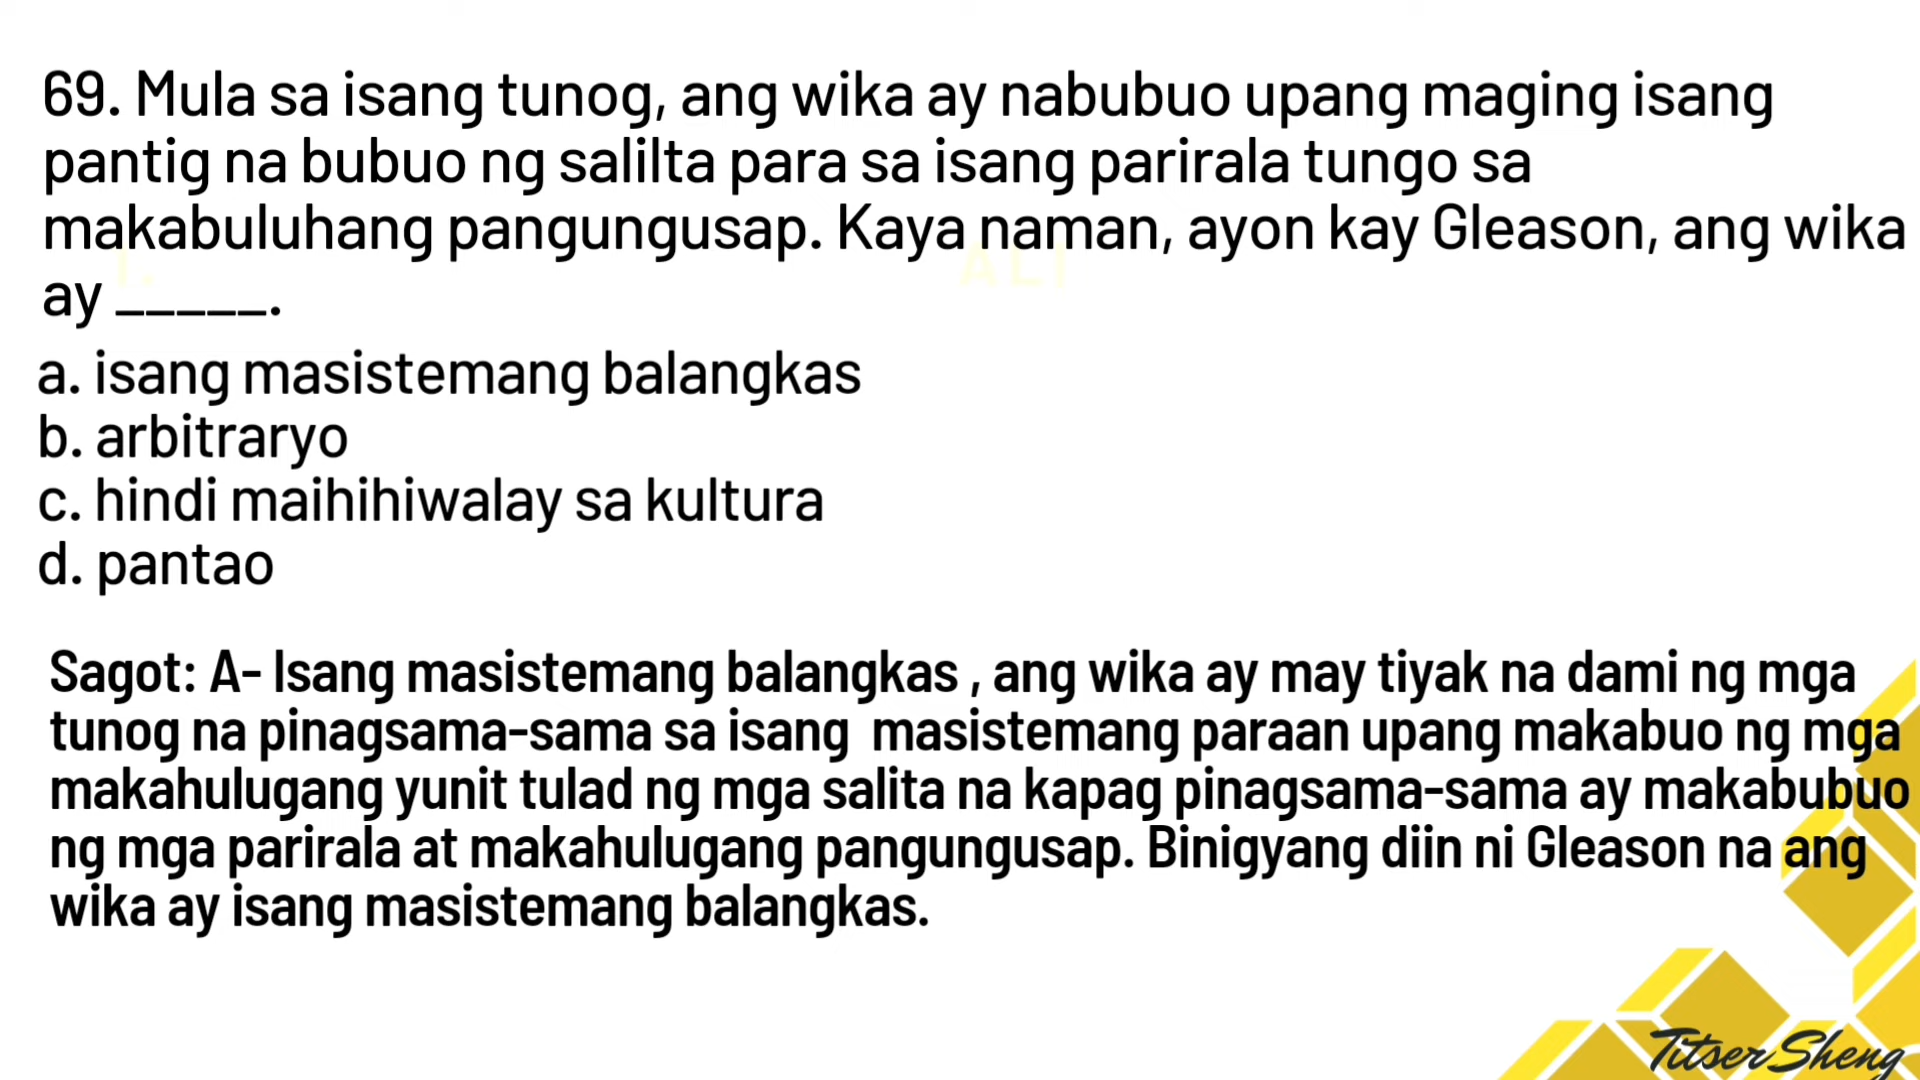 69. Mula sa isang tunog, ang wika ay nabubuo upang maging isang
pantig na bubuo ng salilta para sa isang parirala tungo sa
makabuluhang pangungusap. Kaya naman, ayon kay Gleason, ang wika
ay _____.
a. isang masistemang balangkas
b. arbitraryo
c. hindi maihihiwalay sa kultura
d. pantao
Sagot: A- Isang masistemang balangkas , ang wika ay may tiyak na dami ng mga
tunog na pinagsama-sama sa isang masistemang paraan upang makabuo ng mga
makahulugang yunit tulad ng mga salita na kapag pinagsama-sama ay makabubuo
ng mga parirala at makahulugang pangungusap. Binigyang diin ni Gleason na ang
wika ay isang masistemang balangkas.
Titser Sheng